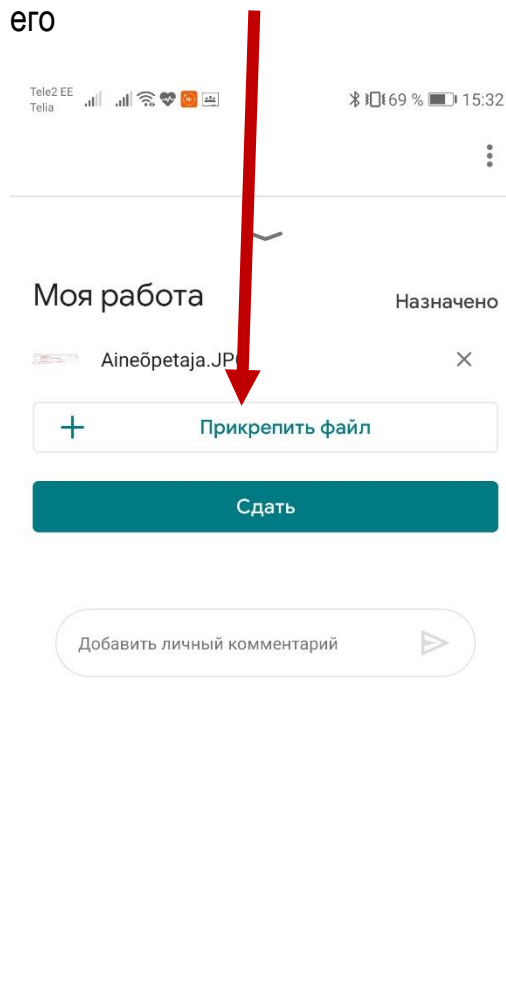 его
Tele2 EE
Telia
69 % 15:32
Моя работа
Назначено
Aineõpetaja.JP
Прикрепить файл
Сдать
Добавить личный комментарий